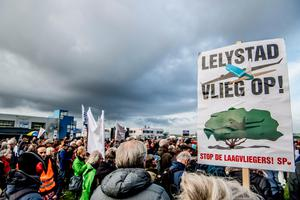 LELYSTAD
VLIEG OP!
STOP DE LAAGVLIEGERS! SP.